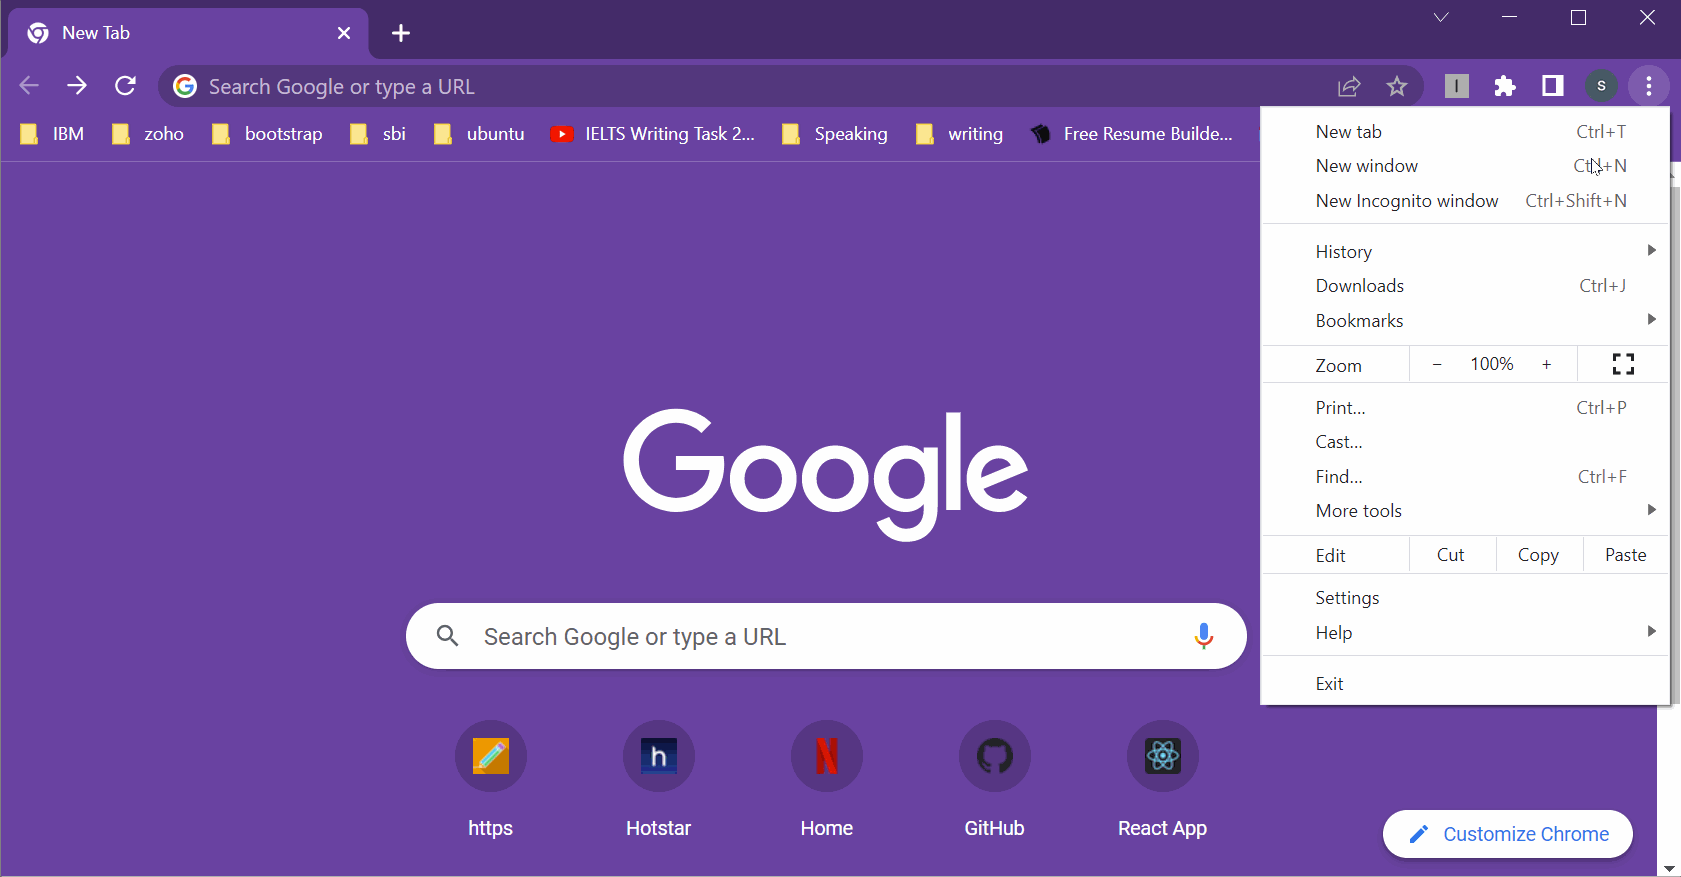 New Tab
Search Google or type a URL
I
s
IBM zoho bootstrap sbi ubuntu IELTS Writing Task 2... Speaking writing Free Resume Builde...
New tab Ctrl+T
New window Ctrl+N
New Incognito window Ctrl+Shift+N
History
Downloads Ctrl+J
Bookmarks
Zoom - 100% +
Print... Ctrl+P
Cast...
Find... Ctrl+F
More tools
Edit Cut Copy Paste
Settings
Help
Exit
Google
Search Google or type a URL
h N
https Hotstar Home GitHub React App
Customize Chrome